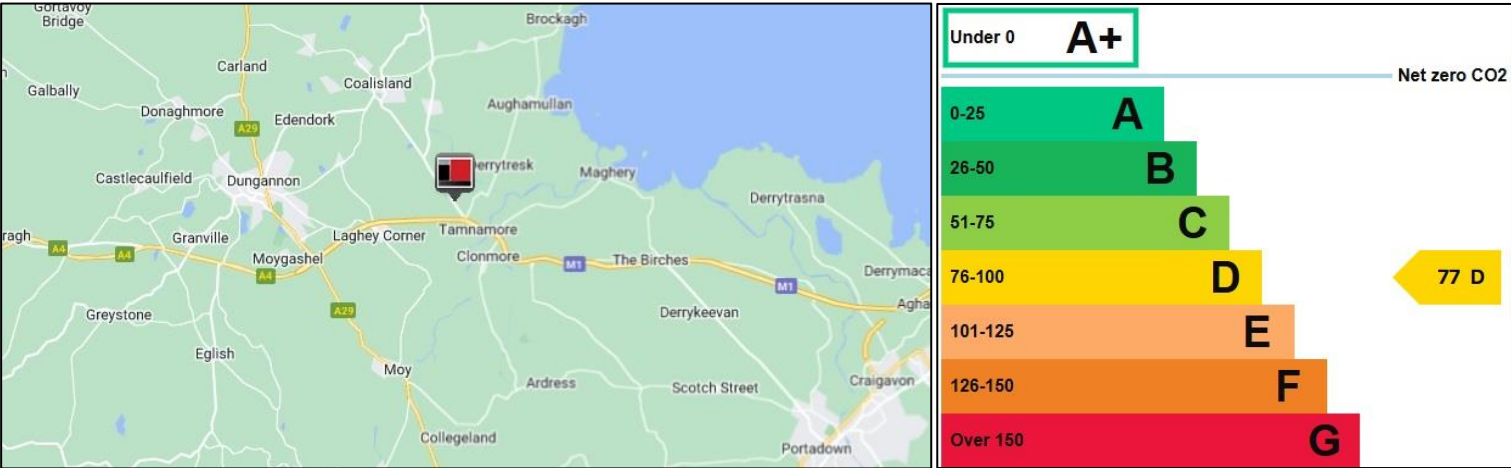 Gortavoy
Bridge
Brockagh
Carland
Coalisland
Galbally
Aughamullan
Donaghmore
Edendork
A29
errytresk
Castlecaulfield
Maghery
Dungannon
Derrytrasna
ragh
A4
A4
Granville
Laghey Corner
Tamnamore
Moygashel
Clonmore
M1
The Birches
A4
M1
Derrymaca
Agha
Greystone
A29
Derrykeevan
Eglish
Moy
Ardress
Scotch Street
Craigavon
Collegeland
Portadown
Under 0 A+
Net zero CO2
0-25 A
26-50 B
51-75 C
76-100 D
77 D
101-125 E
126-150 F
Over 150 G